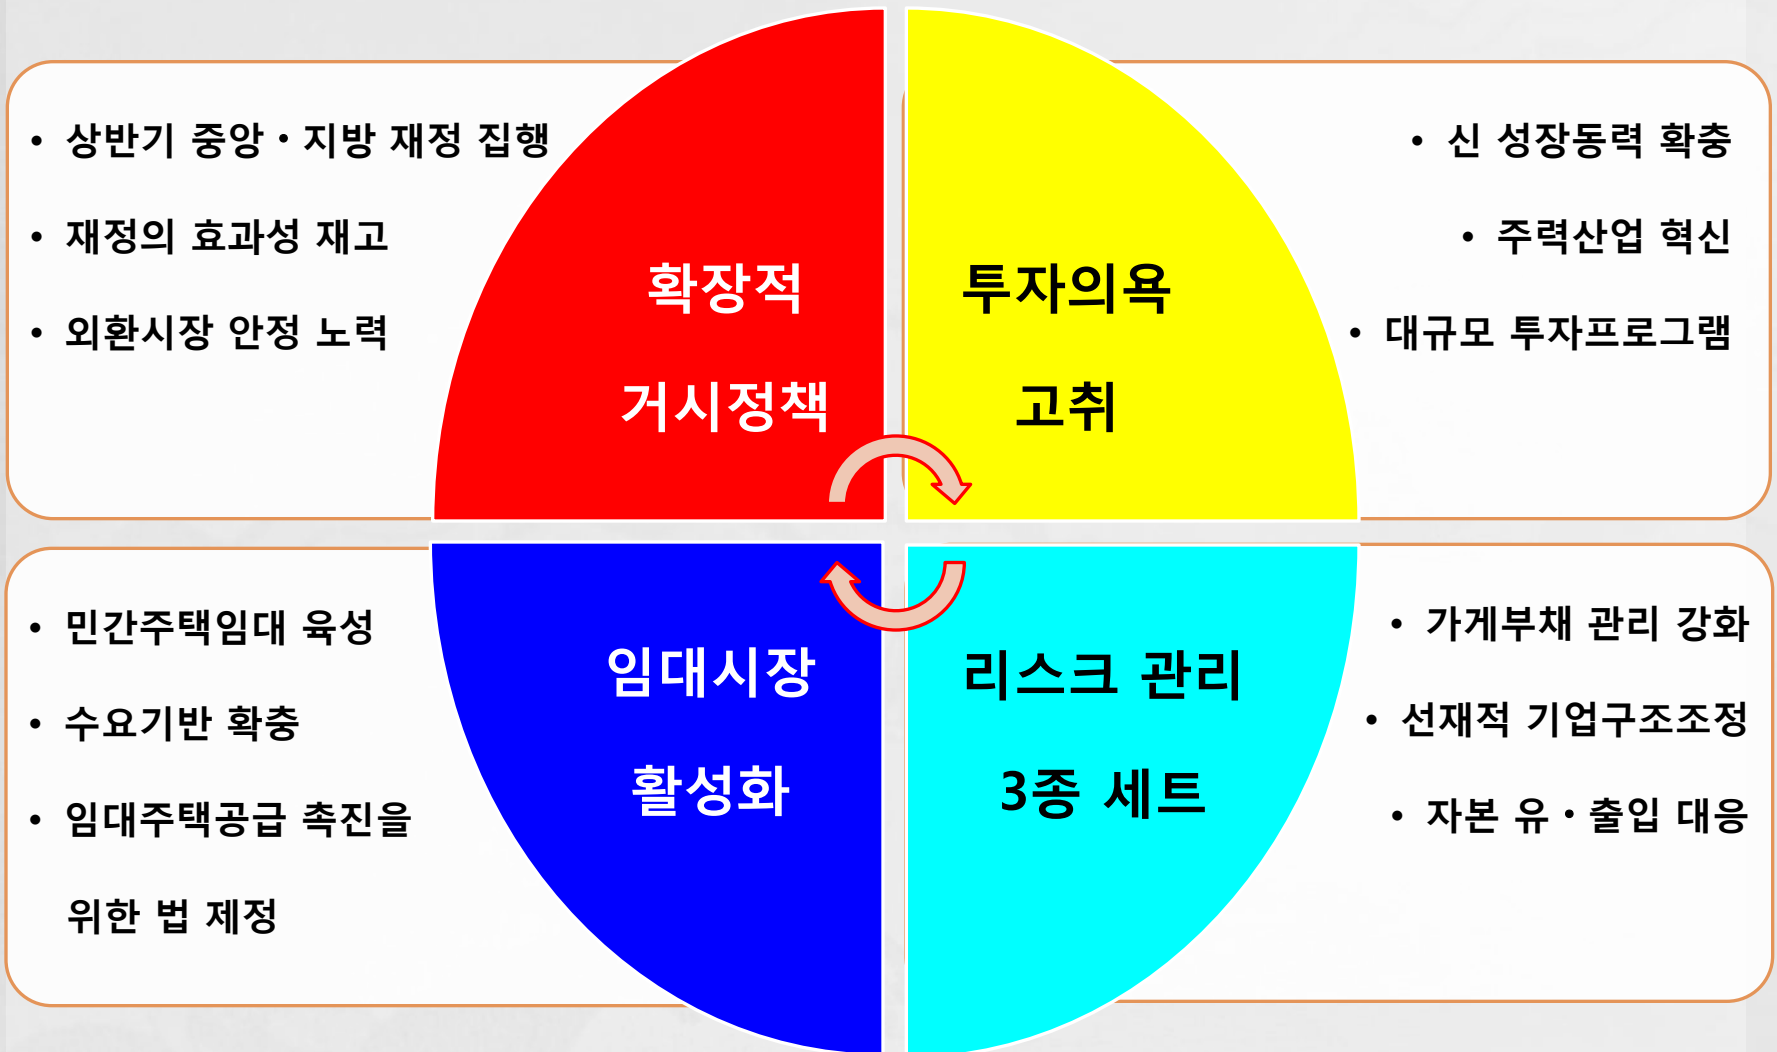 • 상반기 중앙·지방 재정 집행
• 재정의 효과성 재고
• 외환시장 안정 노력
확장적
거시정책
투자의욕
고취
• 신 성장동력 확충
• 주력산업 혁신
• 대규모 투자프로그램
• 민간주택임대 육성
• 수요기반 확충
• 임대주택공급 촉진을
위한 법 제정
임대시장
활성화
리스크 관리
3종 세트
• 가게부채 관리 강화
• 선재적 기업구조조정
• 자본 유·출입 대응